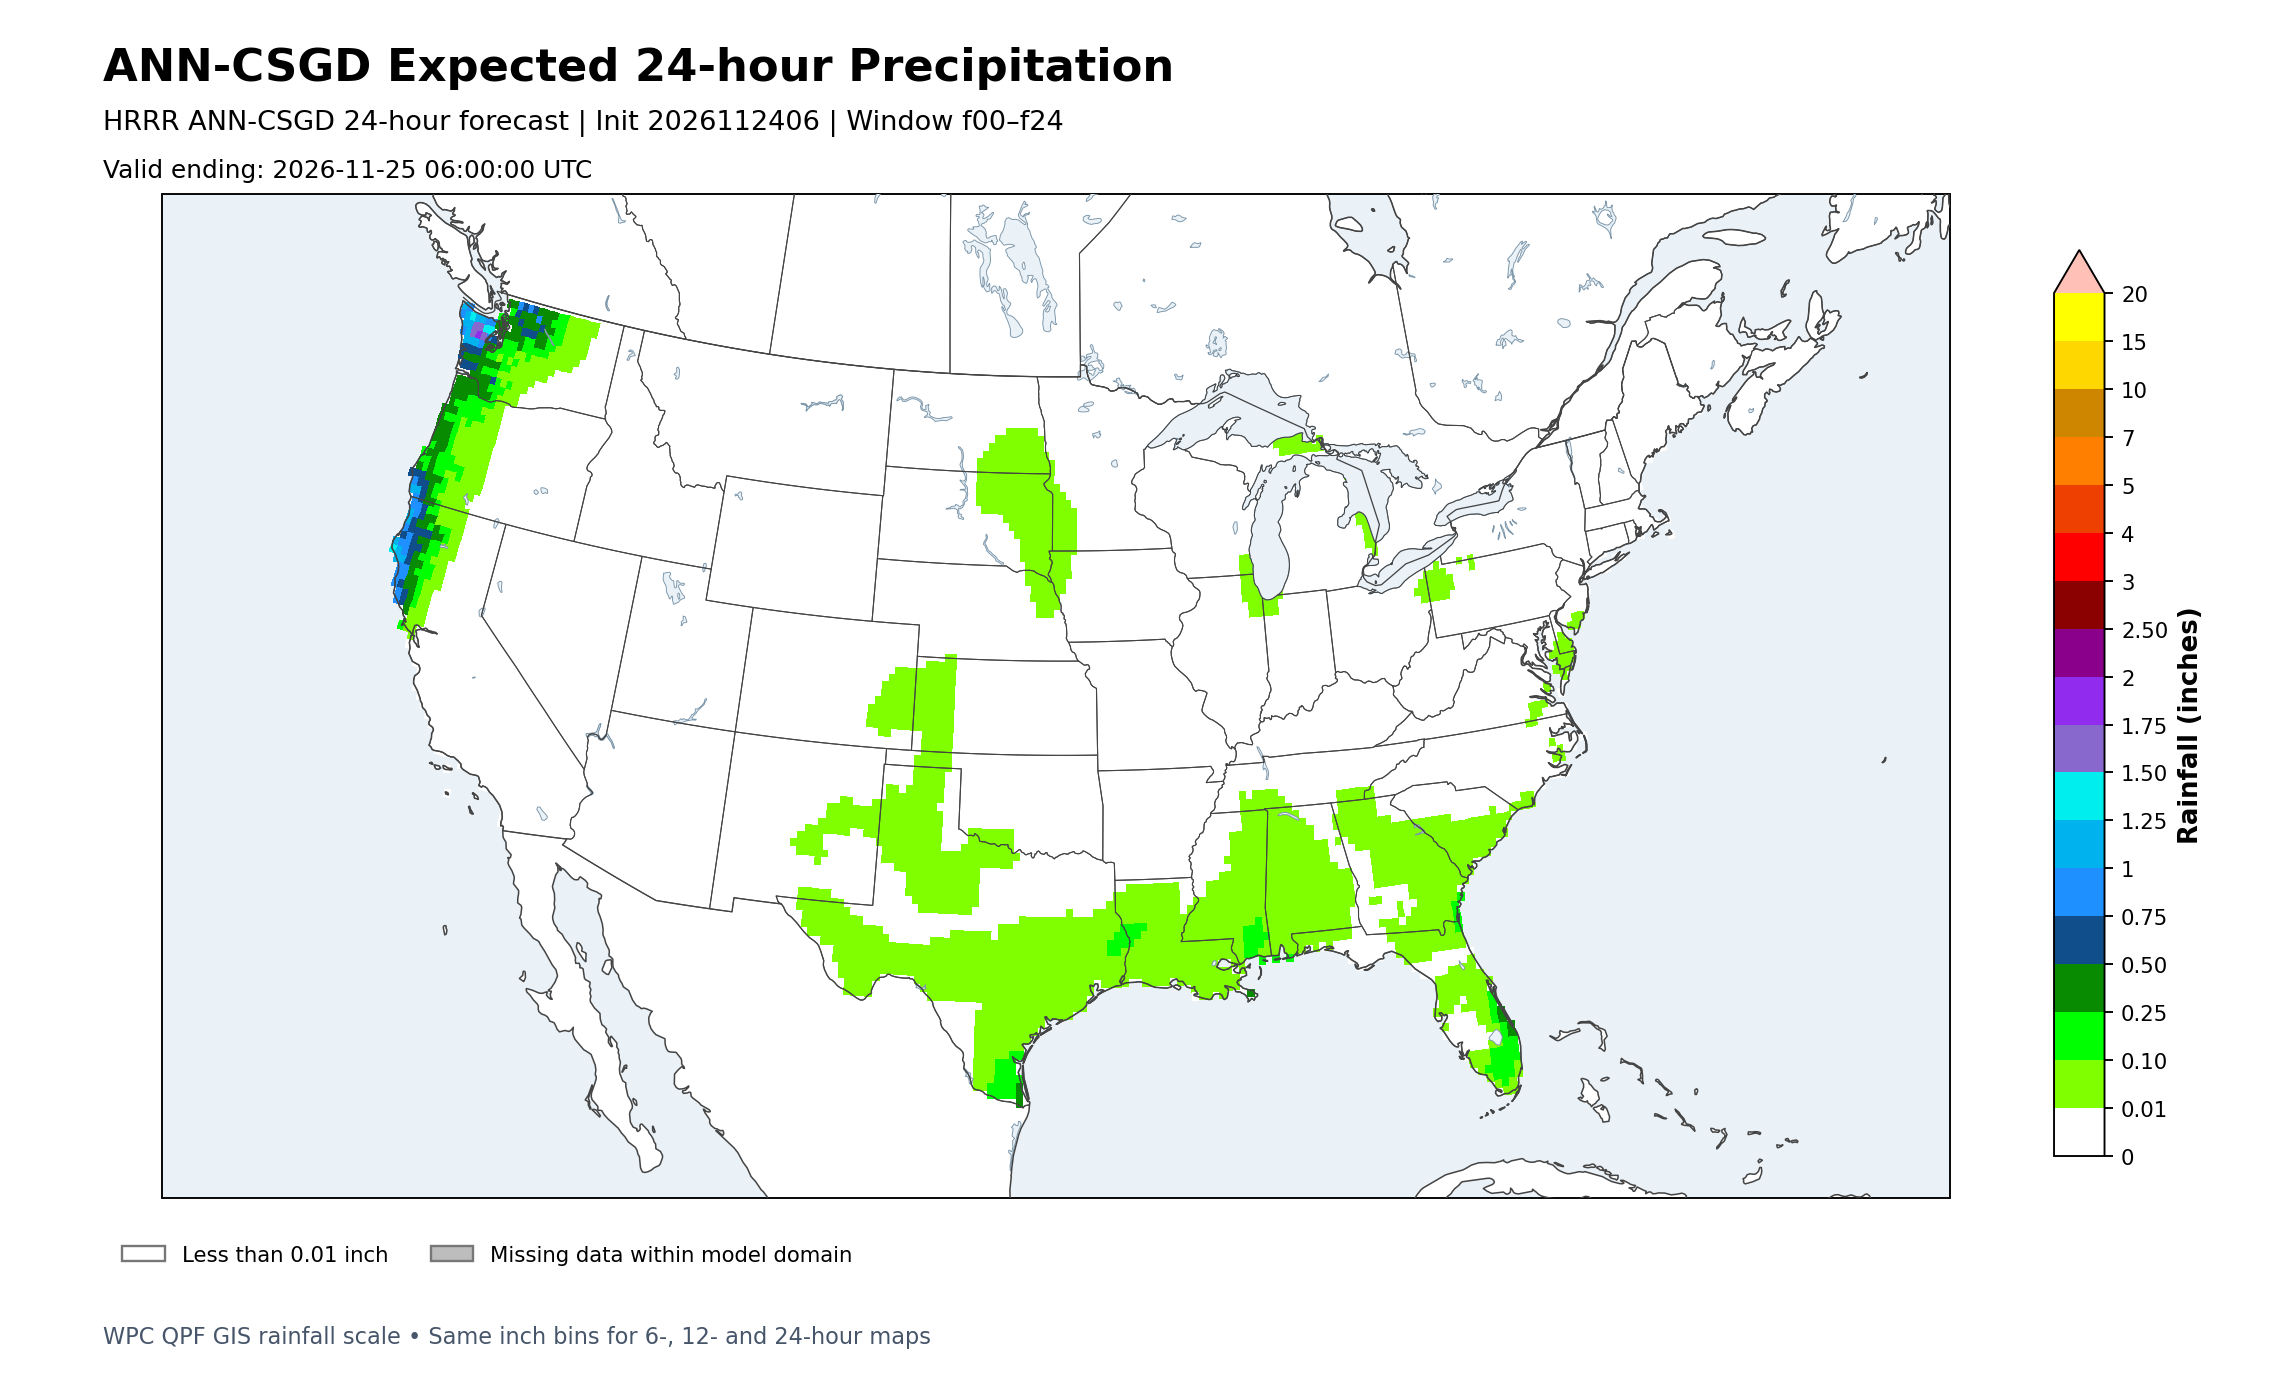 ANN-CSGD Expected 24-hour Precipitation
HRRR ANN-CSGD 24-hour forecast | Init 2026112406 | Window f00–f24
Valid ending: 2026-11-25 06:00:00 UTC
20
15
10
7
5
4
3
2.50
2
1.75
1.50
1.25
1
0.75
0.50
0.25
0.10
0.01
0
Rainfall (inches)
Less than 0.01 inch
Missing data within model domain
WPC QPF GIS rainfall scale • Same inch bins for 6-, 12- and 24-hour maps